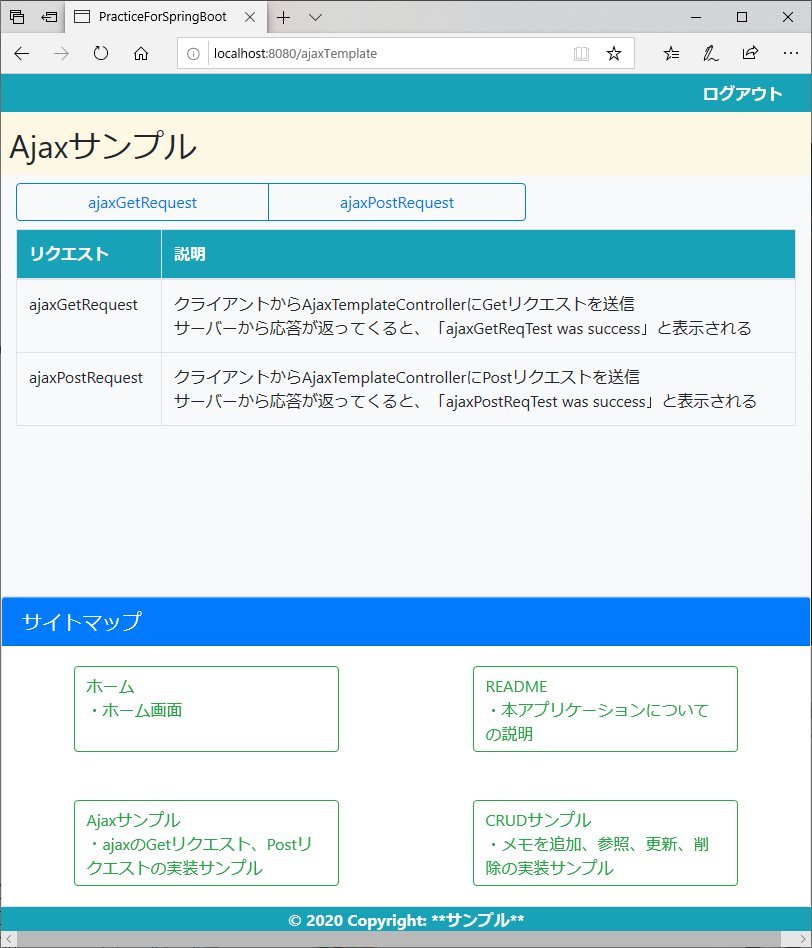 PracticeForSpringBoot
localhost:8080/ajaxTemplate
ログアウト
Ajaxサンプル
ajaxGetRequest ajaxPostRequest
リクエスト 説明
ajaxGetRequest クライアントからAjaxTemplateControllerにGetリクエストを送信
サーバーから応答が返ってくると、「ajaxGetReqTest was success」と表示される
ajaxPostRequest クライアントからAjaxTemplateControllerにPostリクエストを送信
サーバーから応答が返ってくると、「ajaxPostReqTest was success」と表示される
サイトマップ
ホーム
・ホーム画面
README
・本アプリケーションについて
の説明
Ajaxサンプル
・ajaxのGetリクエスト、Postリ
クエストの実装サンプル
CRUDサンプル
・メモを追加、参照、更新、削
除の実装サンプル
© 2020 Copyright: **サンプル**